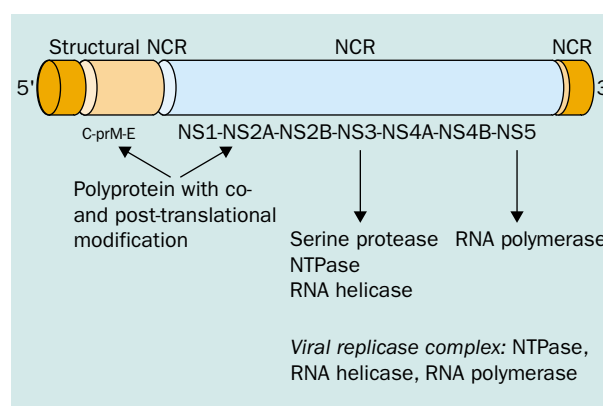 Structural NCR NCR NCR
5' 3
C-prM-E NS1-NS2A-NS2B-NS3-NS4A-NS4B-NS5
Polyprotein with co-
and post-translational
modification
Serine protease
NTPase
RNA helicase
RNA polymerase
Viral replicase complex: NTPase,
RNA helicase, RNA polymerase